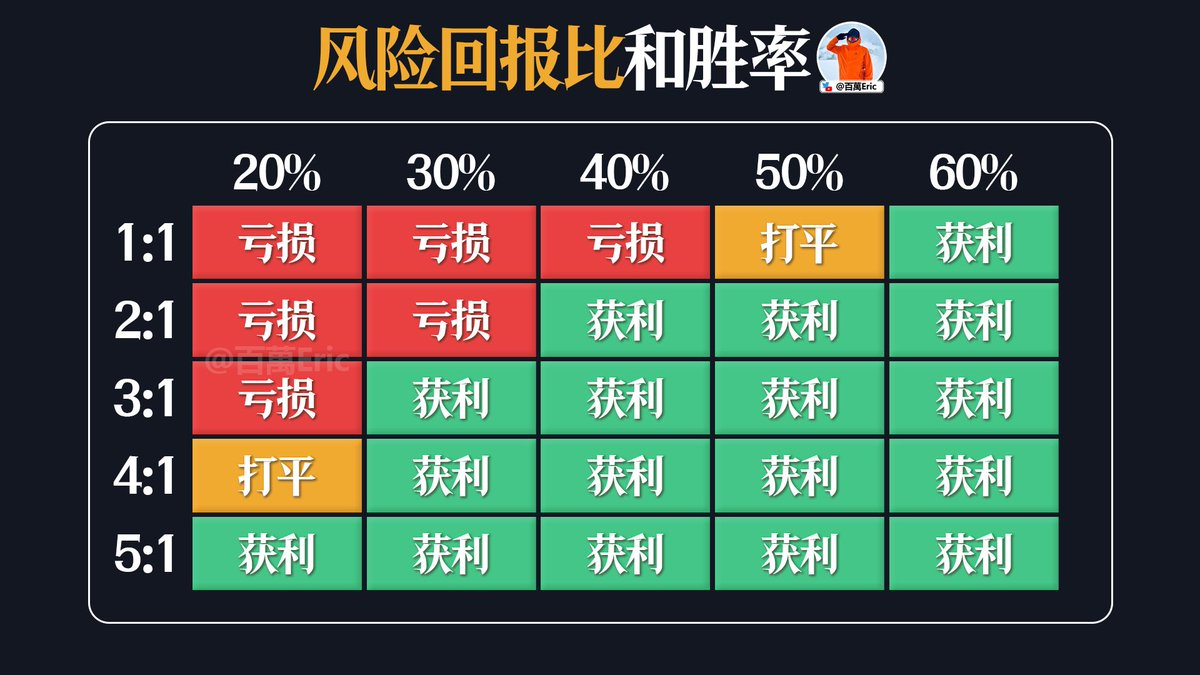 风险回报比和胜率
@百萬Eric
20% 30% 40% 50% 60%
1:1 亏损 亏损 亏损 打平 获利
2:1 亏损 亏损 获利 获利 获利
@百萬Eric
3:1 亏损 获利 获利 获利 获利
4:1 打平 获利 获利 获利 获利
5:1 获利 获利 获利 获利 获利